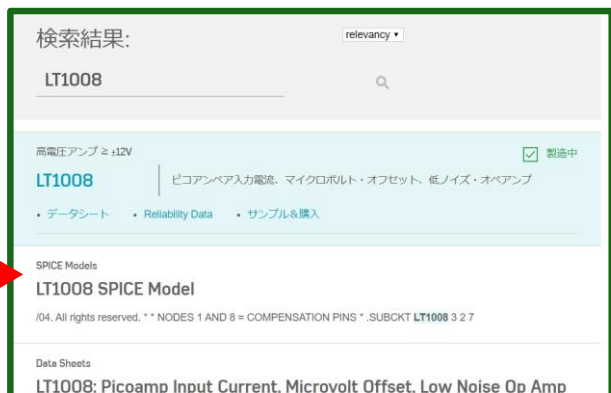 検索結果:
relevancy
LT1008
高電圧アンプ ≥ ±12V
製造中
LT1008
ピコアンペア入力電流、マイクロボルト・オフセット、低ノイズ・オペアンプ
• データシート • Reliability Data • サンプル&購入
SPICE Models
LT1008 SPICE Model
/04. All rights reserved. * * NODES 1 AND 8 = COMPENSATION PINS * .SUBCKT LT1008 3 2 7
Data Sheets
LT1008: Picoamp Input Current, Microvolt Offset, Low Noise Op Amp